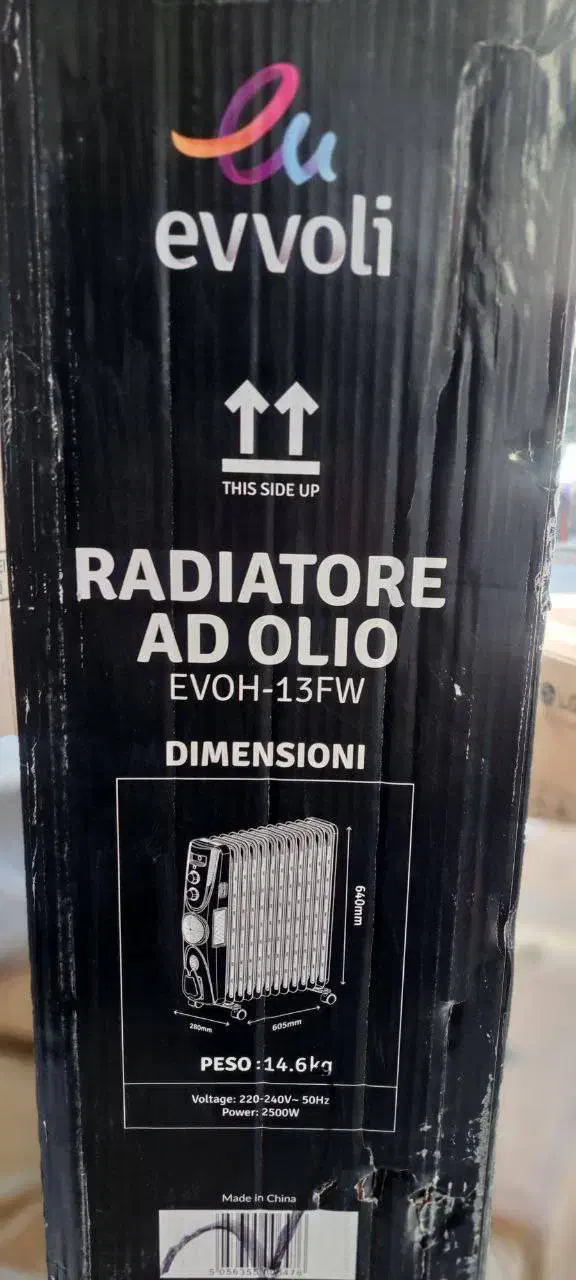 evvoli
THIS SIDE UP
RADIATORE
AD OLIO
EVOH-13FW
DIMENSIONI
640mm
280mm
605mm
PESO :14.6kg
Voltage: 220-240V~ 50Hz
Power: 2500W
Made in China